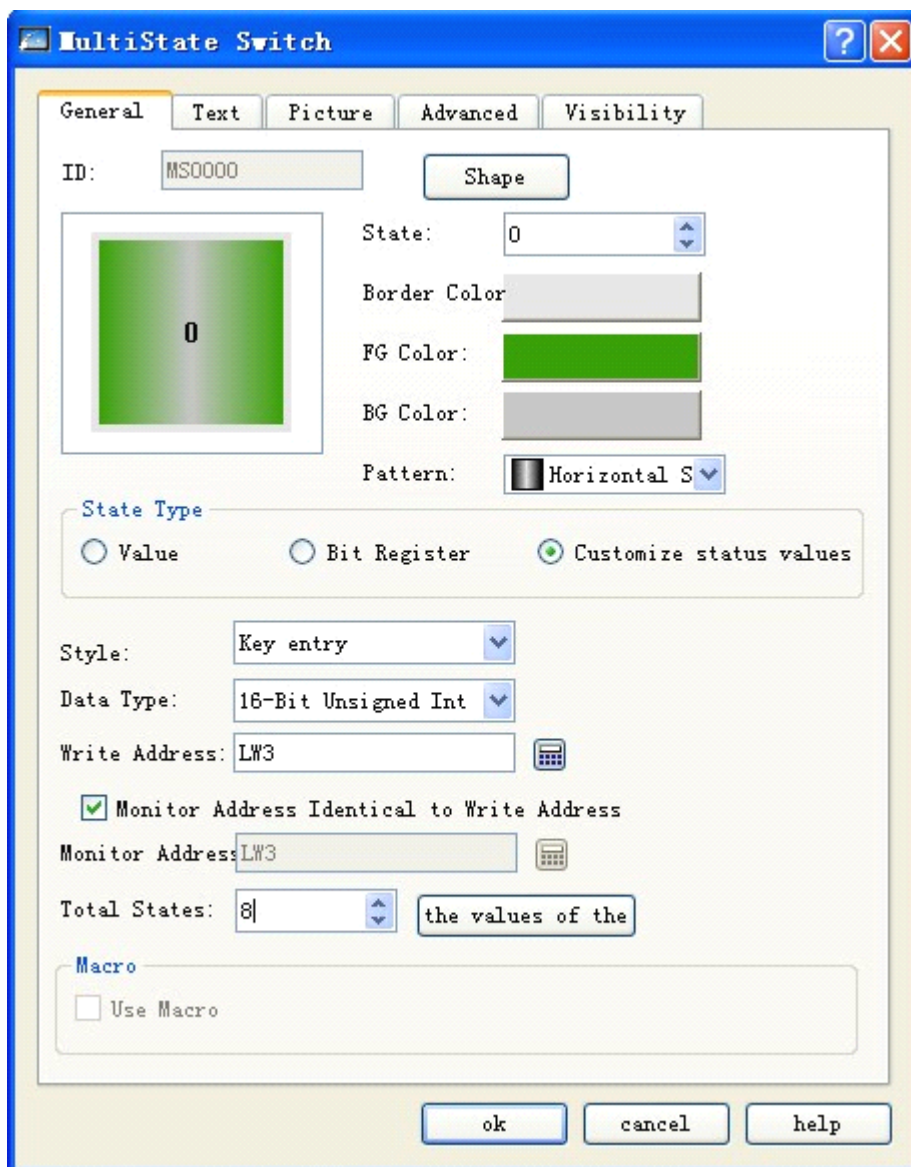 MultiState Switch
General Text Picture Advanced Visibility
ID: MS0000 Shape
0
State: 0
Border Color
FG Color:
BG Color:
Pattern: Horizontal S
State Type
Value Bit Register Customize status values
Style: Key entry
Data Type: 16-Bit Unsigned Int
Write Address: LW3
Monitor Address Identical to Write Address
Monitor Address LW3
Total States: 8 the values of the
Macro
Use Macro
ok cancel help